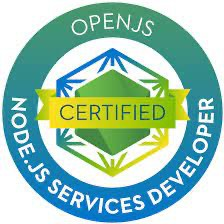 OPENJS
CERTIFIED
NODE.JS SERVICES DEVELOPER